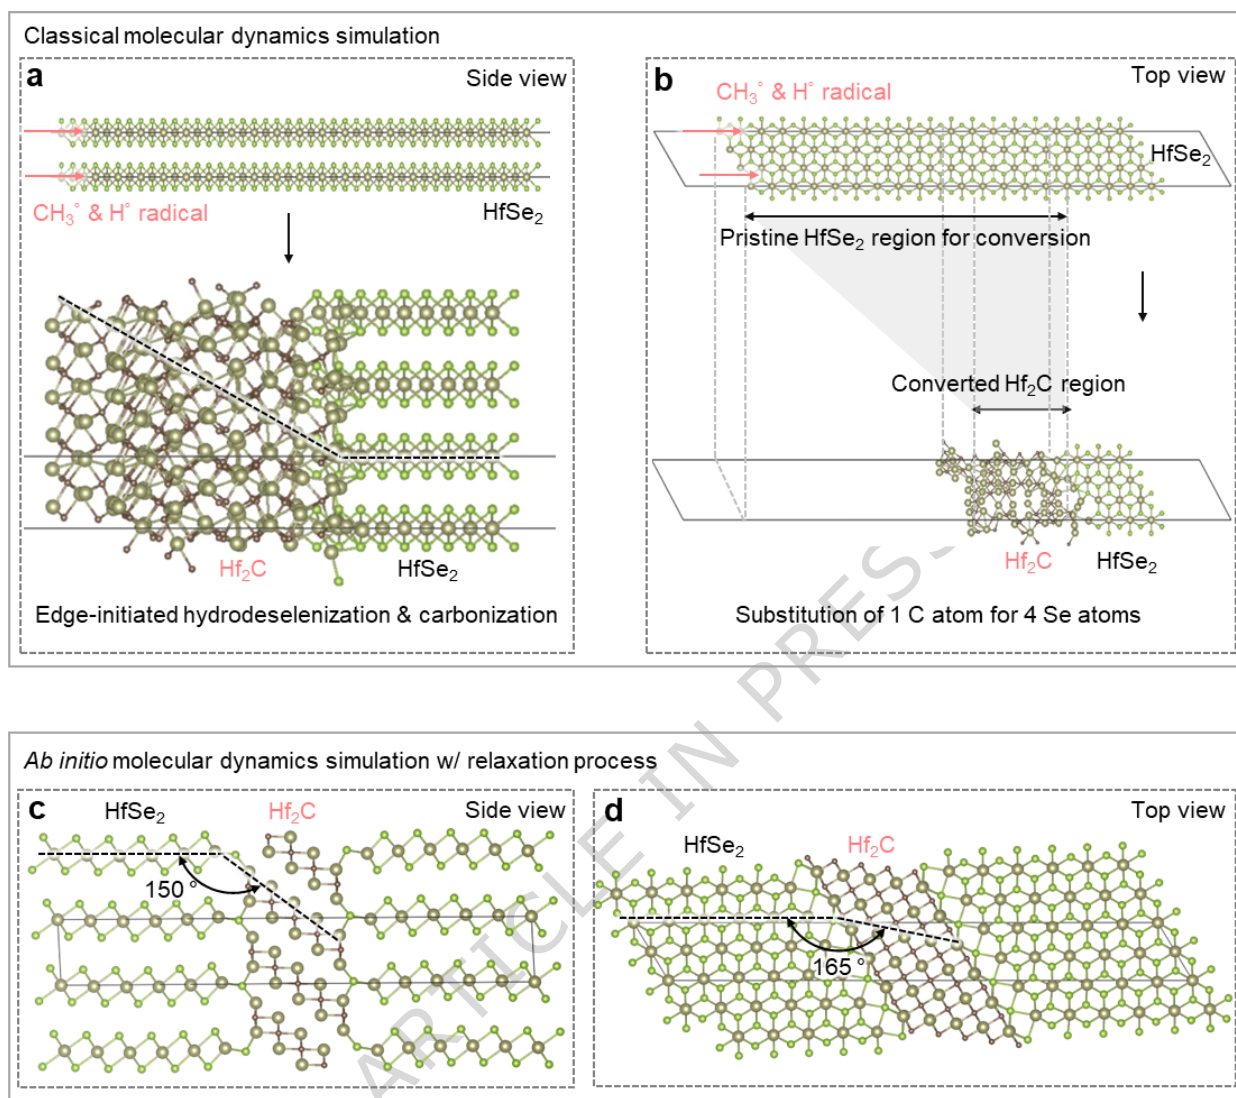 Classical molecular dynamics simulation
a
Side view
CH₃° & H° radical
HfSe₂
Hf₂C
HfSe₂
Edge-initiated hydrodeselenization & carbonization
b
Top view
CH₃° & H° radical
HfSe₂
Pristine HfSe₂ region for conversion
Converted Hf₂C region
Hf₂C
HfSe₂
Substitution of 1 C atom for 4 Se atoms
Ab initio molecular dynamics simulation w/ relaxation process
c
HfSe₂
Hf₂C
Side view
150 °
d
Top view
HfSe₂
Hf₂C
165 °
ARTICLE IN PRESS